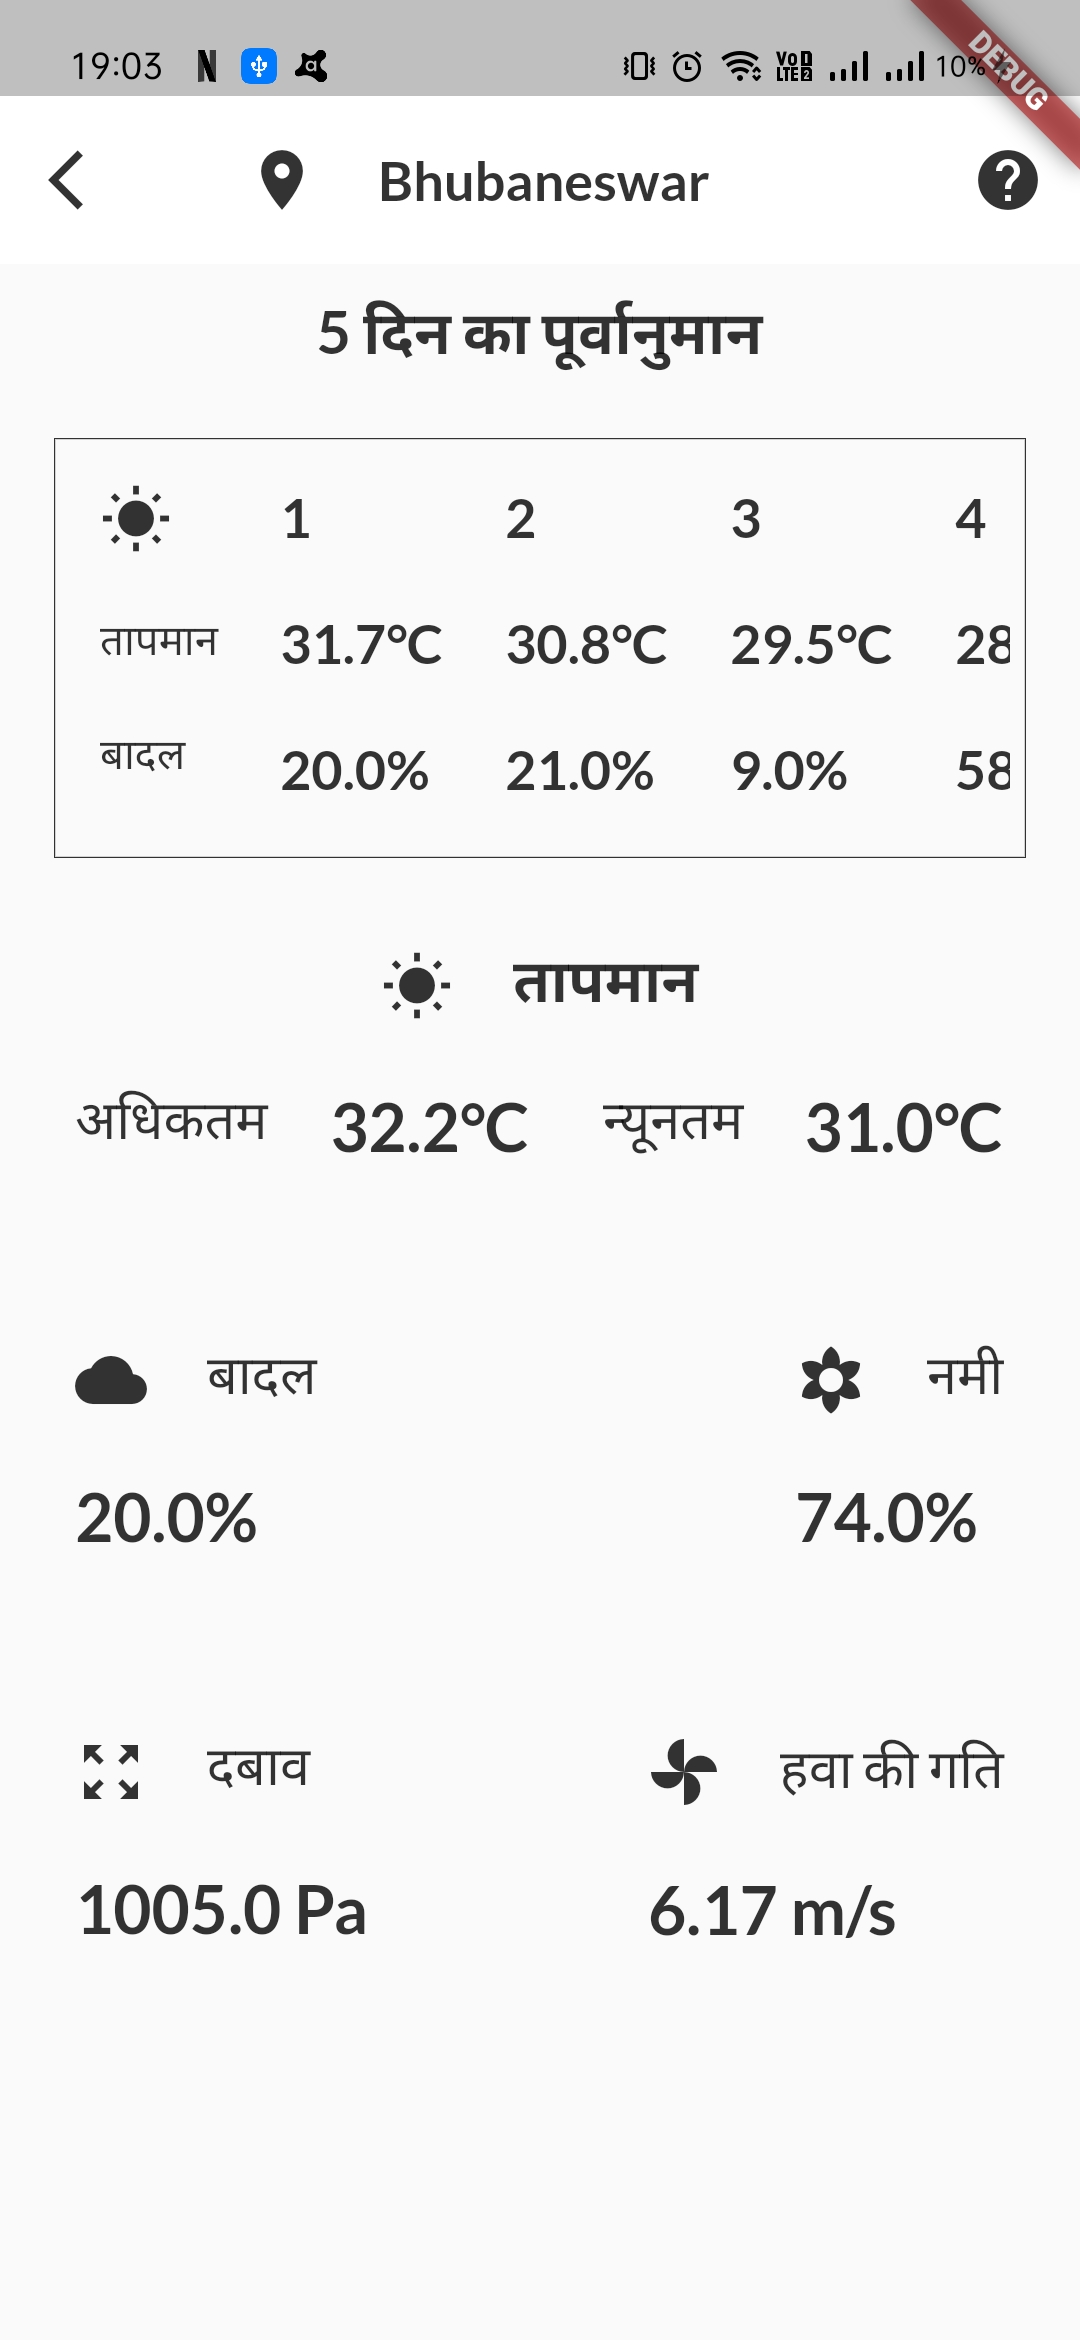 19:03 VoD LTE2 10%
DEBUG
Bhubaneswar
5 दिन का पूर्वानुमान
1 2 3 4
तापमान 31.7°C 30.8°C 29.5°C 28
बादल 20.0% 21.0% 9.0% 58
तापमान
अधिकतम 32.2°C न्यूनतम 31.0°C
बादल नमी
20.0% 74.0%
दबाव हवा की गति
1005.0 Pa 6.17 m/s